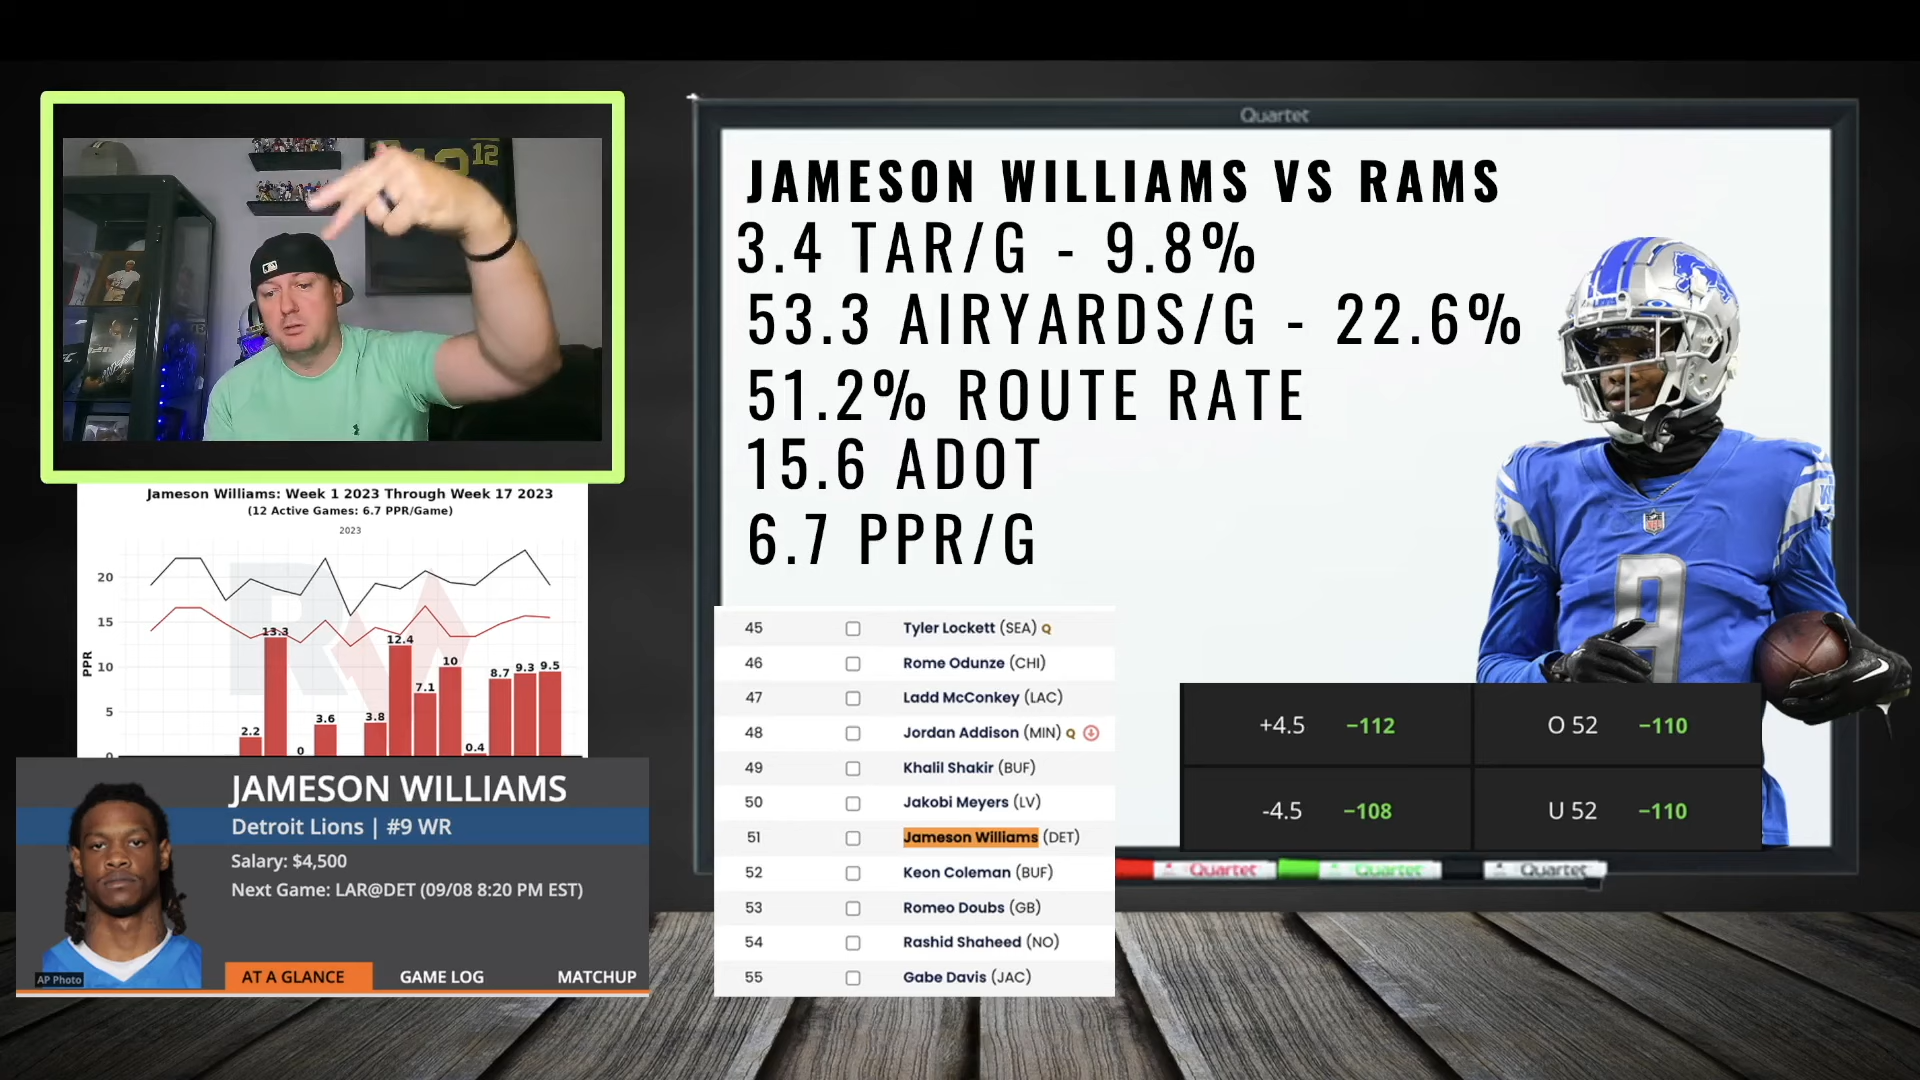 Quartet
12
JAMESON WILLIAMS VS RAMS
3.4 TAR/G - 9.8%
53.3 AIRYARDS/G - 22.6%
51.2% ROUTE RATE
15.6 ADOT
6.7 PPR/G
Jameson Williams: Week 1 2023 Through Week 17 2023
(12 Active Games: 6.7 PPR/Game)
2023
PPR
20
15
10
5
0
2.2
13.3
0
3.6
3.8
12.4
7.1
10
0.4
8.7
9.3
9.5
JAMESON WILLIAMS
Detroit Lions | #9 WR
Salary: $4,500
Next Game: LAR@DET (09/08 8:20 PM EST)
AP Photo
AT A GLANCE GAME LOG MATCHUP
45 Tyler Lockett (SEA) Q
46 Rome Odunze (CHI)
47 Ladd McConkey (LAC)
48 Jordan Addison (MIN) Q
49 Khalil Shakir (BUF)
50 Jakobi Meyers (LV)
51 Jameson Williams (DET)
52 Keon Coleman (BUF)
53 Romeo Doubs (GB)
54 Rashid Shaheed (NO)
55 Gabe Davis (JAC)
9
+4.5 −112 O 52 −110
-4.5 −108 U 52 −110
Quartet Quartet Quartet